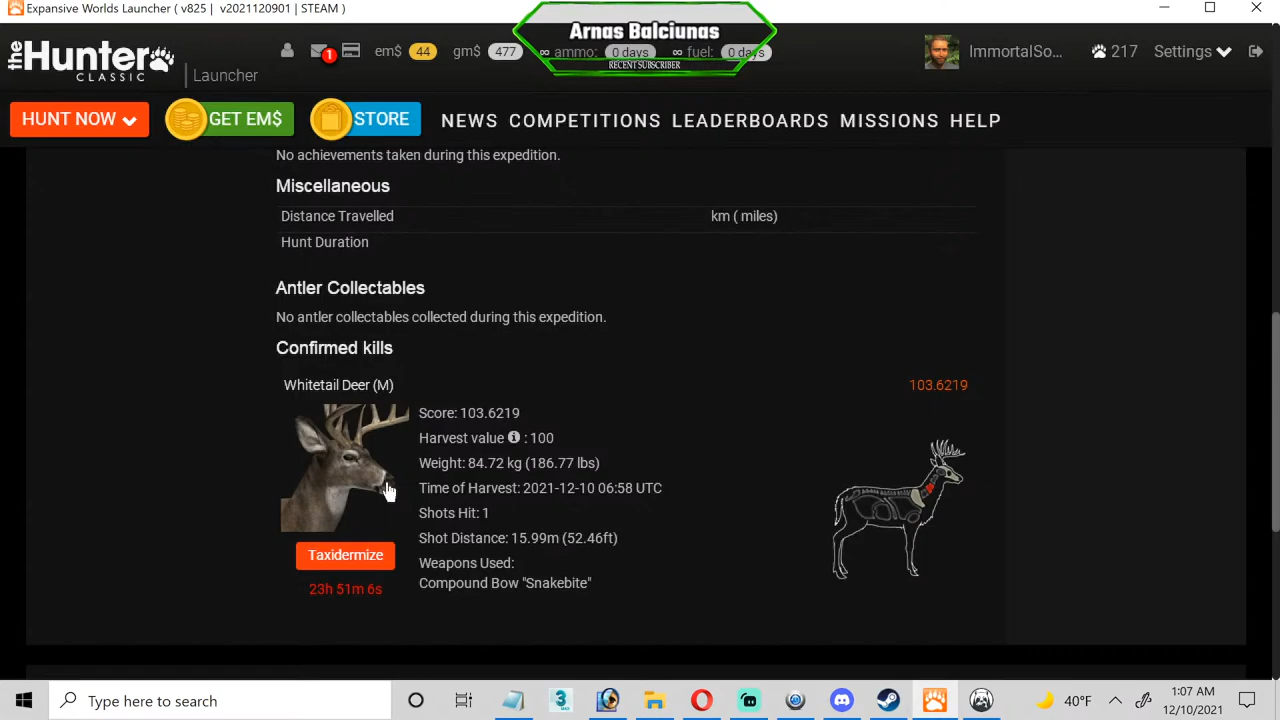 Expansive Worlds Launcher ( v825 | v2021120901 | STEAM )
Arnas Balciunas
RECENT SUBSCRIBER
the Hunter CLASSIC
Launcher
1
em$ 44
gm$ 477
∞ ammo: 0 days
∞ fuel: 0 days
ImmortalSo...
217
Settings
HUNT NOW
GET EM$
STORE
NEWS COMPETITIONS LEADERBOARDS MISSIONS HELP
No achievements taken during this expedition.
Miscellaneous
Distance Travelled km ( miles)
Hunt Duration
Antler Collectables
No antler collectables collected during this expedition.
Confirmed kills
Whitetail Deer (M) 103.6219
Score: 103.6219
Harvest value i : 100
Weight: 84.72 kg (186.77 lbs)
Time of Harvest: 2021-12-10 06:58 UTC
Shots Hit: 1
Shot Distance: 15.99m (52.46ft)
Weapons Used:
Compound Bow "Snakebite"
Taxidermize
23h 51m 6s
Type here to search
3
MAX
40°F
1:07 AM
12/10/2021